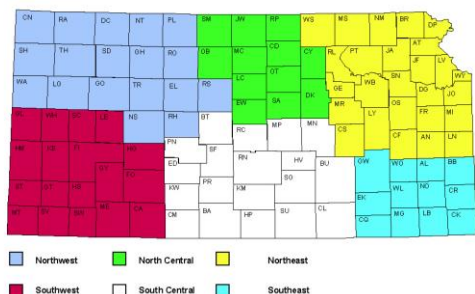 CN RA DC NT PL SM JW RP WS MS NM BR DP
SH TH SD GH RO OB MC CD CY RL PT JA AT JF LV WY
WA LG GO TR EL RS LC OT GE WB SN DG JO
EW SA DK MR LY OS FR MI
WH SC LE NS RH BT RC MP MN CS CF AN LN
KE FI PN SF HV BU GW WO AL BB
ED RN SG
FO KW PR KM EK WL NO CR
ST GT HS
MT SV SW ME CA CM BA HP SU CL CQ MG LB CK
Northwest North Central Northeast
Southwest South Central Southeast